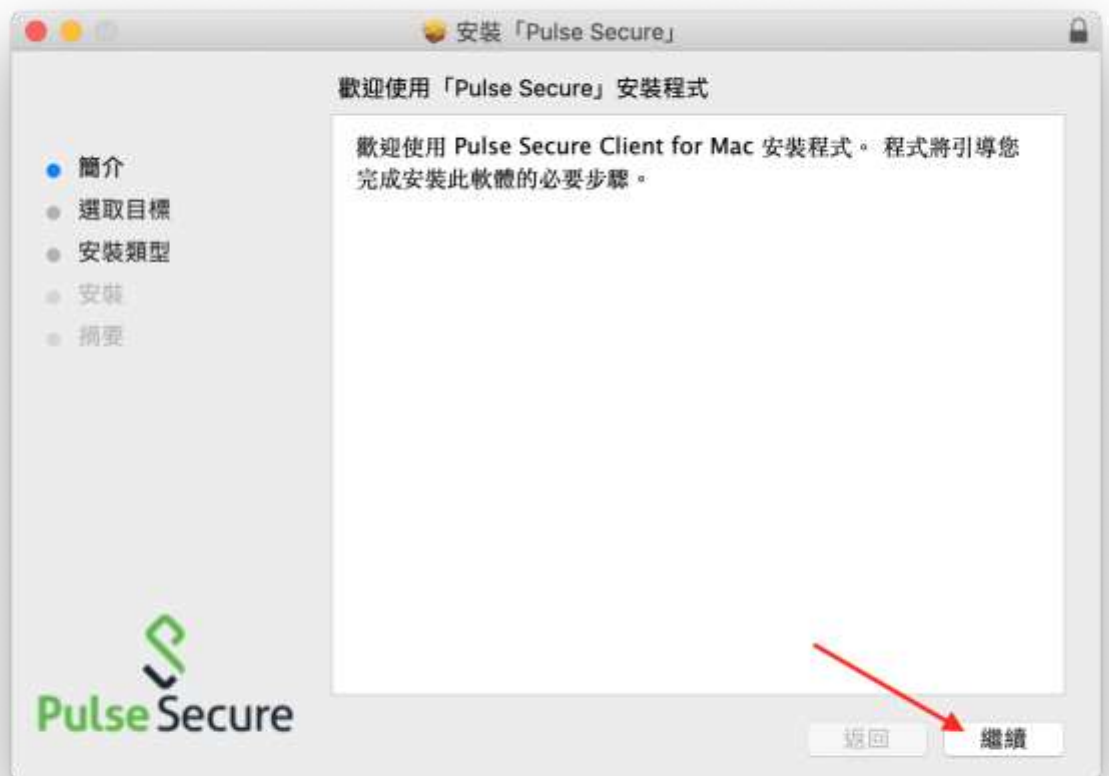 安裝「Pulse Secure」
歡迎使用「Pulse Secure」安裝程式
歡迎使用 Pulse Secure Client for Mac 安裝程式。 程式將引導您
完成安裝此軟體的必要步驟。
簡介
選取目標
安裝類型
安裝
摘要
Pulse Secure
返回
繼續